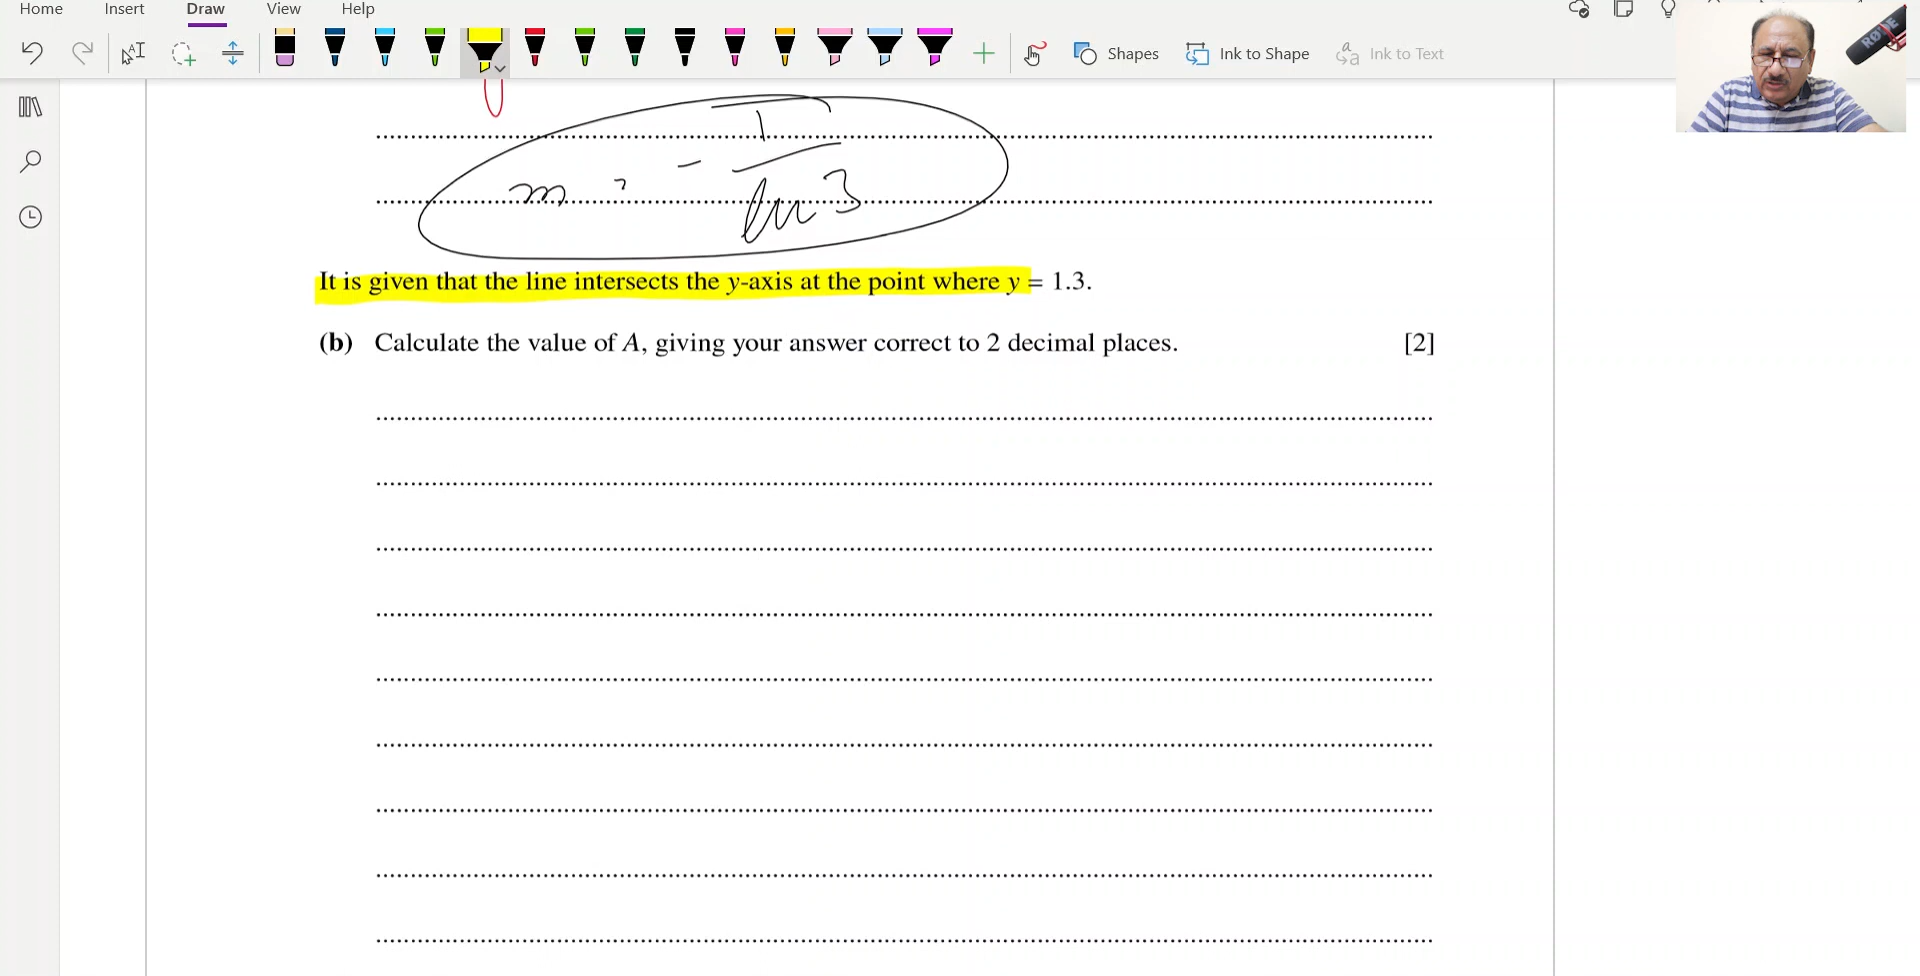 Home Insert Draw View Help
Shapes Ink to Shape Ink to Text
m = - 1 / ln 3
It is given that the line intersects the y-axis at the point where y = 1.3.
(b) Calculate the value of A, giving your answer correct to 2 decimal places. [2]